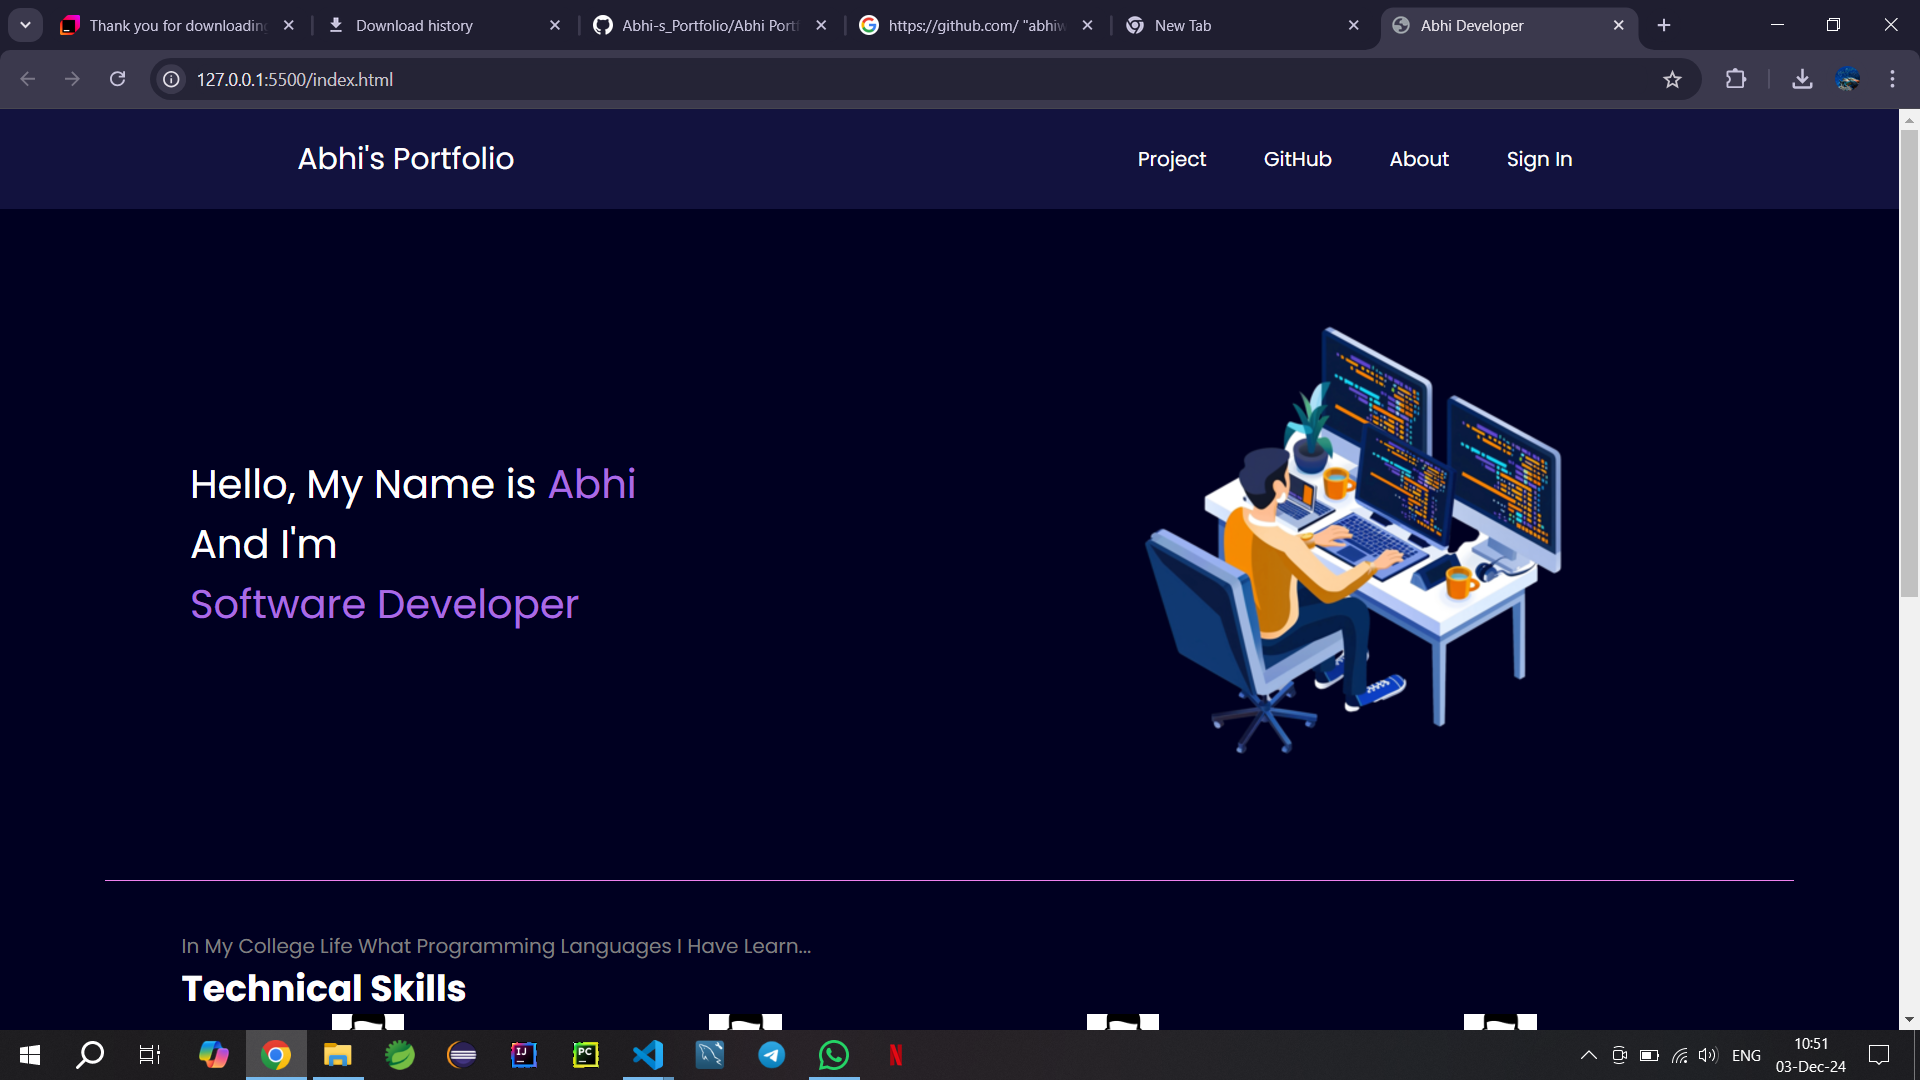 Thank you for downloading
Download history
Abhi-s_Portfolio/Abhi Portf
https://github.com/ "abhiw
New Tab
Abhi Developer
127.0.0.1:5500/index.html
Abhi's Portfolio
Project
GitHub
About
Sign In
Hello, My Name is Abhi
And I'm
Software Developer
In My College Life What Programming Languages I Have Learn...
Technical Skills
IJ
PC
ENG
10:51
03-Dec-24